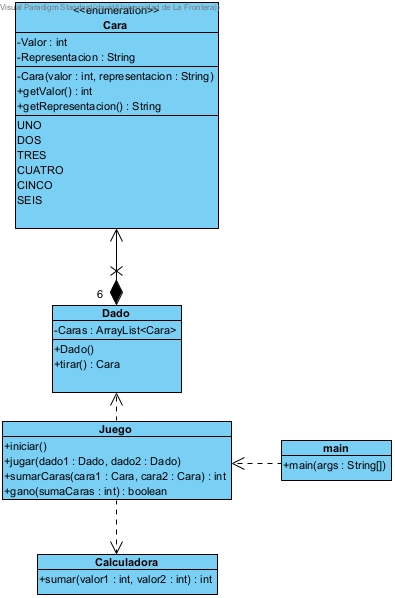 Visual Paradigm Standard(Universidad de La Frontera)
<<enumeration>>
Cara
-Valor : int
-Representacion : String
-Cara(valor : int, representacion : String)
+getValor() : int
+getRepresentacion() : String
UNO
DOS
TRES
CUATRO
CINCO
SEIS
6
Dado
-Caras : ArrayList<Cara>
+Dado()
+tirar() : Cara
Juego
+iniciar()
+jugar(dado1 : Dado, dado2 : Dado)
+sumarCaras(cara1 : Cara, cara2 : Cara) : int
+gano(sumaCaras : int) : boolean
main
+main(args : String[])
Calculadora
+sumar(valor1 : int, valor2 : int) : int